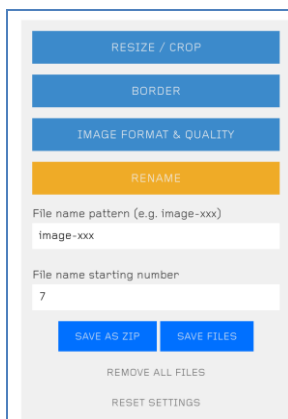 RESIZE / CROP
BORDER
IMAGE FORMAT & QUALITY
RENAME
File name pattern (e.g. image-xxx)
image-xxx
File name starting number
7
SAVE AS ZIP SAVE FILES
REMOVE ALL FILES
RESET SETTINGS